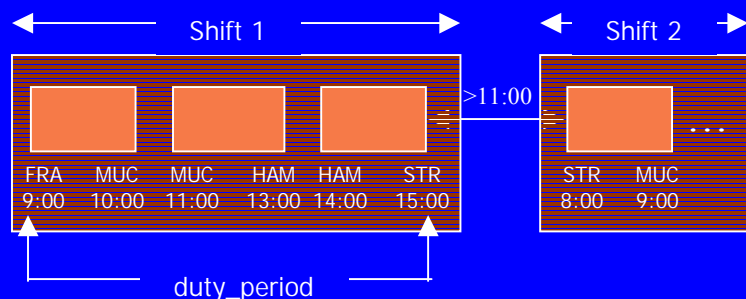 Shift 1 Shift 2
>11:00
...
FRA MUC MUC HAM HAM STR STR MUC
9:00 10:00 11:00 13:00 14:00 15:00 8:00 9:00
duty_period